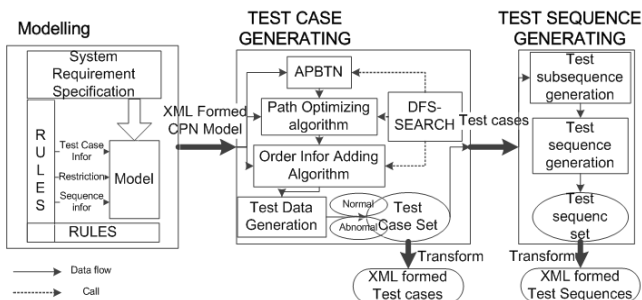 Modelling
System
Requirement
Specification
RULES
Test Case
Infor
Restriction
Sequence
infor
Model
RULES
Data flow
Call
XML Formed
CPN Model
TEST CASE
GENERATING
APBTN
Path Optimizing
algorithm
DFS-
SEARCH
Order Infor Adding
Algorithm
Test Data
Generation
Normal
Abnomal
Test
Case Set
Transform
XML formed
Test cases
Test cases
TEST SEQUENCE
GENERATING
Test
subsequence
generation
Test
sequence
generation
Test
sequenc
set
Transform
XML formed
Test Sequences